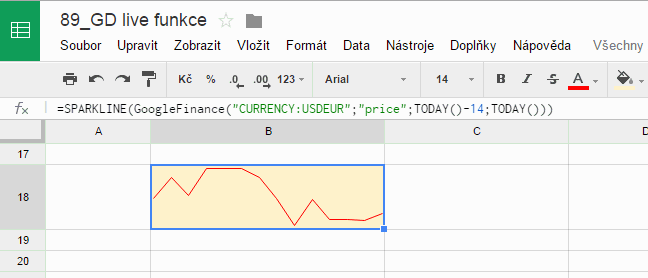 89_GD live funkce
Soubor Upravit Zobrazit Vložit Formát Data Nástroje Doplňky Nápověda Všechny
Kč % .0 .00 123 Arial 14 B I S A
fx =SPARKLINE(GoogleFinance("CURRENCY:USDEUR";"price";TODAY()-14;TODAY()))
A B C D
17
18
19
20